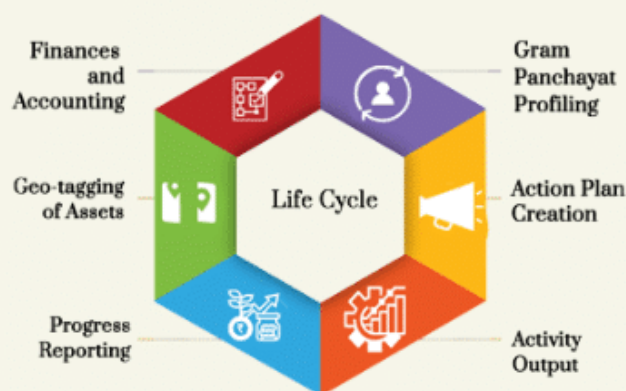 Finances
and
Accounting
Gram
Panchayat
Profiling
Geo-tagging
of Assets
Life Cycle
Action Plan
Creation
Progress
Reporting
Activity
Output